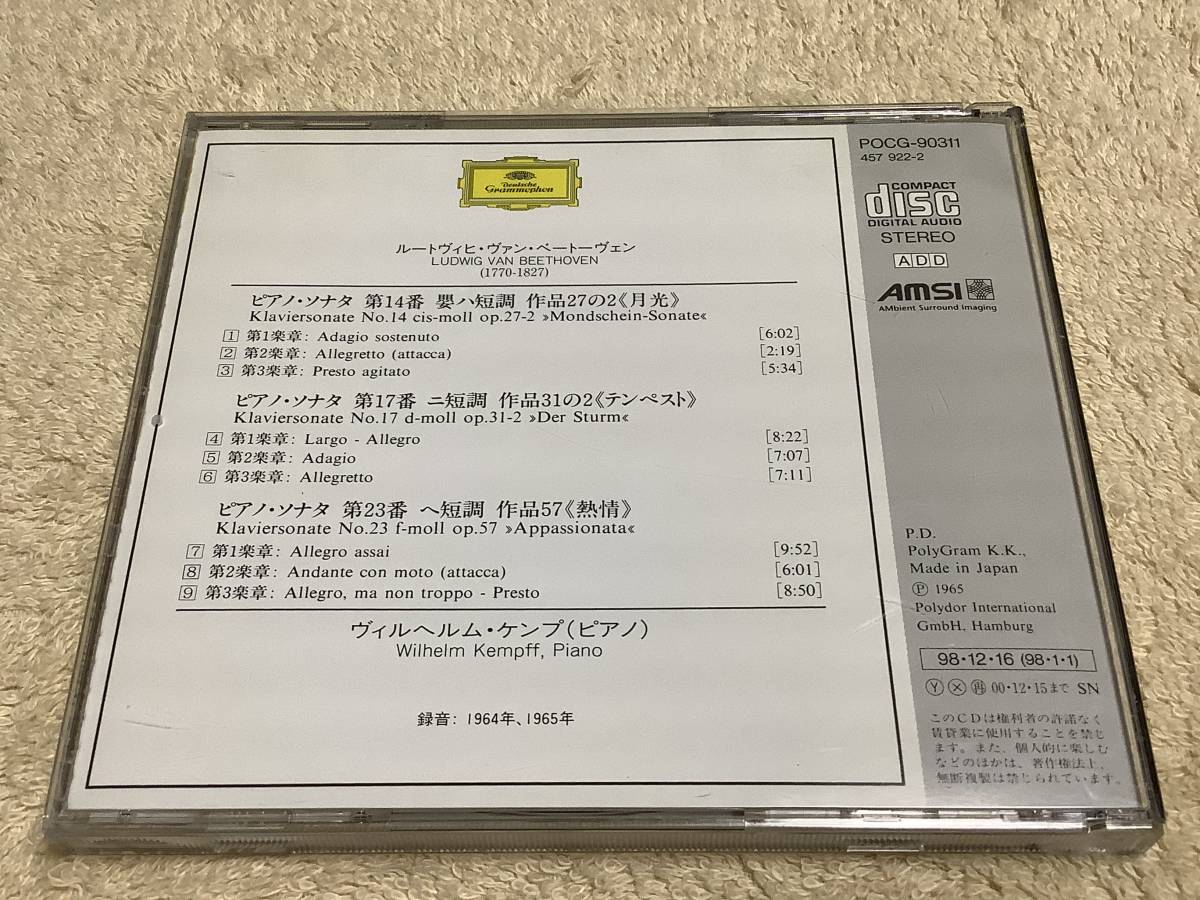 Deutsche
Grammophon
ルートヴィヒ・ヴァン・ベートーヴェン
LUDWIG VAN BEETHOVEN
(1770-1827)
ピアノ・ソナタ 第14番 嬰ハ短調 作品27の2《月光》
Klaviersonate No.14 cis-moll op.27-2 »Mondschein-Sonate«
1 第1楽章: Adagio sostenuto [6:02]
2 第2楽章: Allegretto (attacca) [2:19]
3 第3楽章: Presto agitato [5:34]
ピアノ・ソナタ 第17番 ニ短調 作品31の2《テンペスト》
Klaviersonate No.17 d-moll op.31-2 »Der Sturm«
4 第1楽章: Largo - Allegro [8:22]
5 第2楽章: Adagio [7:07]
6 第3楽章: Allegretto [7:11]
ピアノ・ソナタ 第23番 ヘ短調 作品57《熱情》
Klaviersonate No.23 f-moll op.57 »Appassionata«
7 第1楽章: Allegro assai [9:52]
8 第2楽章: Andante con moto (attacca) [6:01]
9 第3楽章: Allegro, ma non troppo - Presto [8:50]
ヴィルヘルム・ケンプ(ピアノ)
Wilhelm Kempff, Piano
録音: 1964年、1965年
POCG-90311
457 922-2
COMPACT
disc
DIGITAL AUDIO
STEREO
ADD
AMSI
AMbient Surround Imaging
P.D.
PolyGram K.K.,
Made in Japan
Ⓟ 1965
Polydor International
GmbH, Hamburg
98・12・16 (98・1・1)
Ⓨ Ⓧ 再 00・12・15まで SN
このCDは権利者の許諾なく
賃貸業に使用することを禁じ
ます。また、個人的に楽しむ
などのほかは、著作権法上、
無断複製は禁じられています。